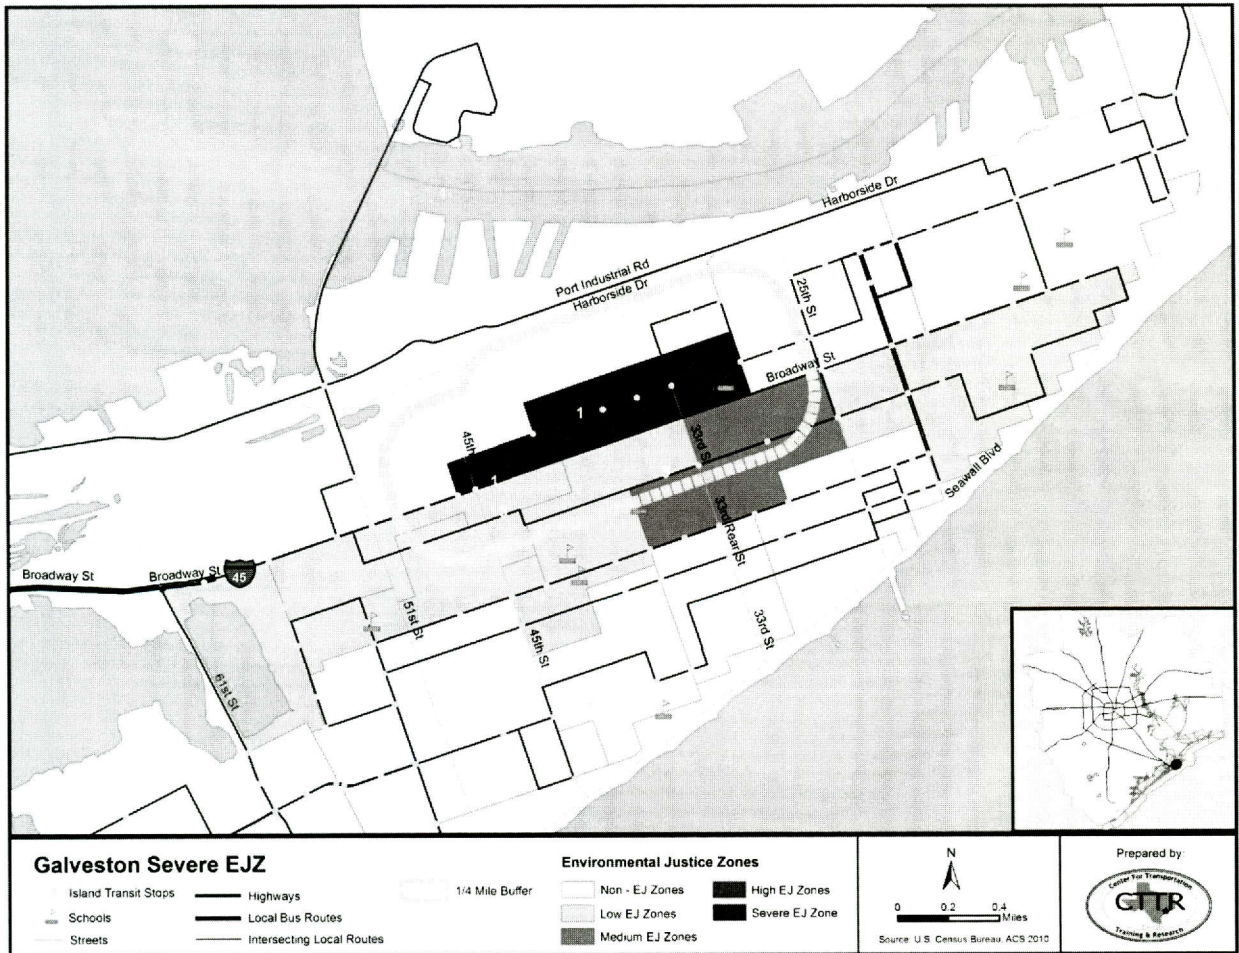 Harborside Dr
Port Industrial Rd
Harborside Dr
25th St
Broadway St
1
45th
33rd St
1
Seawall Blvd
33rd Rear St
Broadway St
Broadway St
45
51st St
45th St
33rd St
61st St
Galveston Severe EJZ
Island Transit Stops
Schools
Streets
Highways
Local Bus Routes
Intersecting Local Routes
1/4 Mile Buffer
Environmental Justice Zones
Non - EJ Zones
Low EJ Zones
Medium EJ Zones
High EJ Zones
Severe EJ Zone
N
0 0.2 0.4
Miles
Source: U.S. Census Bureau, ACS 2010
Prepared by:
Center For Transportation
CTTR
Training & Research